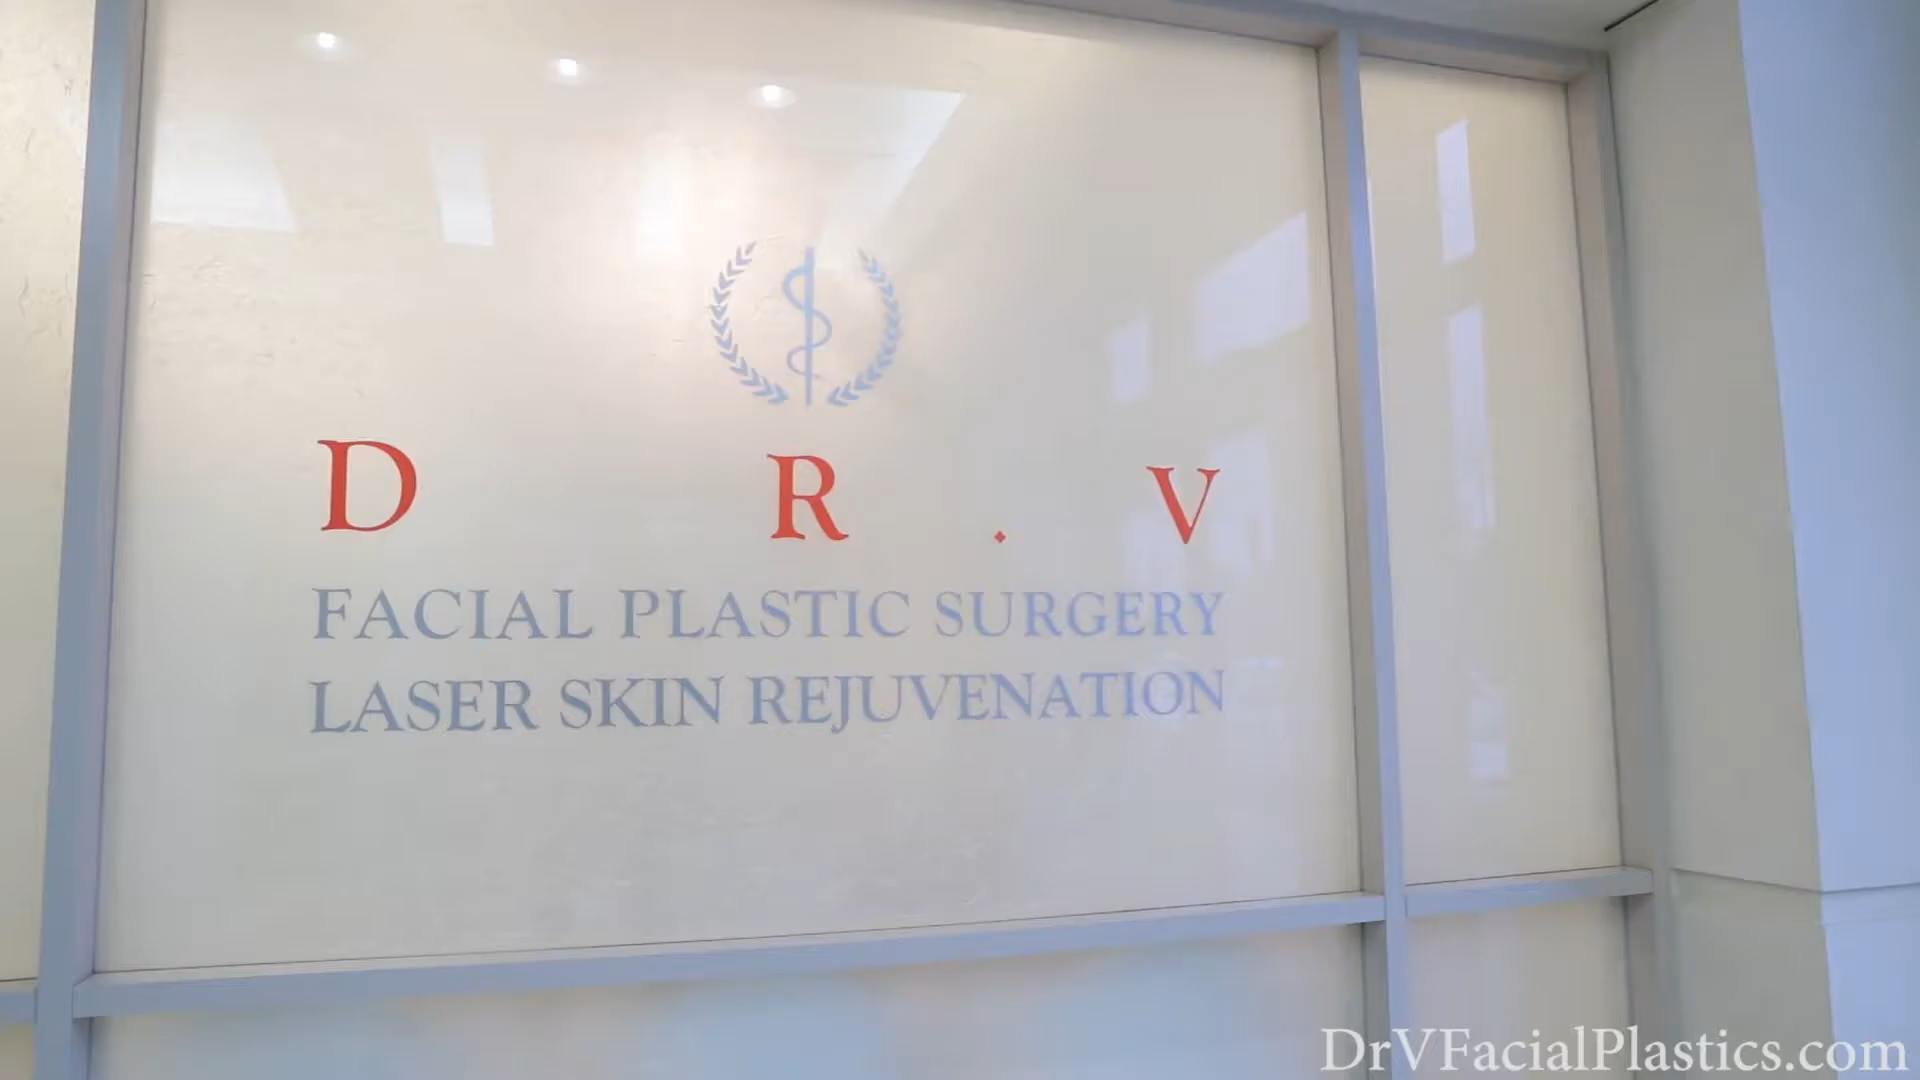 D R . V
FACIAL PLASTIC SURGERY
LASER SKIN REJUVENATION
DrVFacialPlastics.com